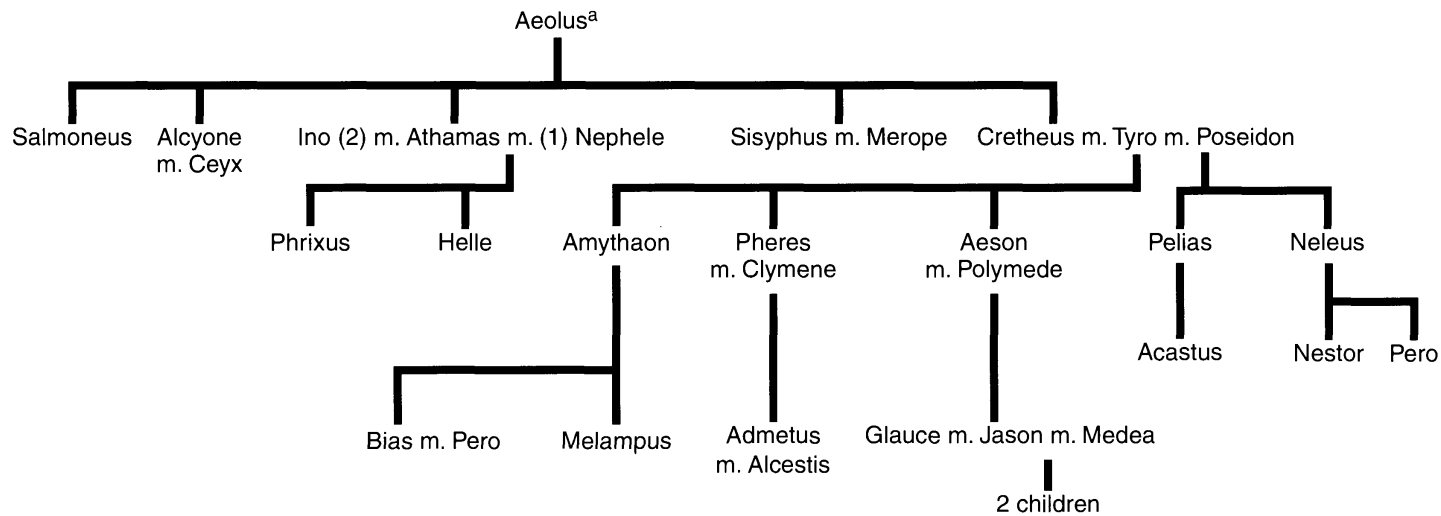 Aeolusᵃ
Salmoneus Alcyone Ino (2) m. Athamas m. (1) Nephele Sisyphus m. Merope Cretheus m. Tyro m. Poseidon
m. Ceyx
Phrixus Helle Amythaon Pheres Aeson Pelias Neleus
m. Clymene m. Polymede
Acastus Nestor Pero
Bias m. Pero Melampus Admetus Glauce m. Jason m. Medea
m. Alcestis
2 children